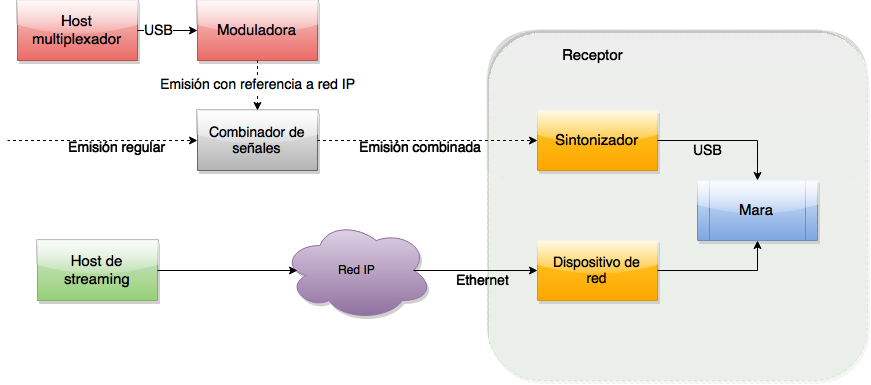 Host
multiplexador
USB
Moduladora
Receptor
Emisión con referencia a red IP
Emisión regular
Combinador de
señales
Emisión combinada
Sintonizador
USB
Mara
Host de
streaming
Red IP
Ethernet
Dispositivo de
red